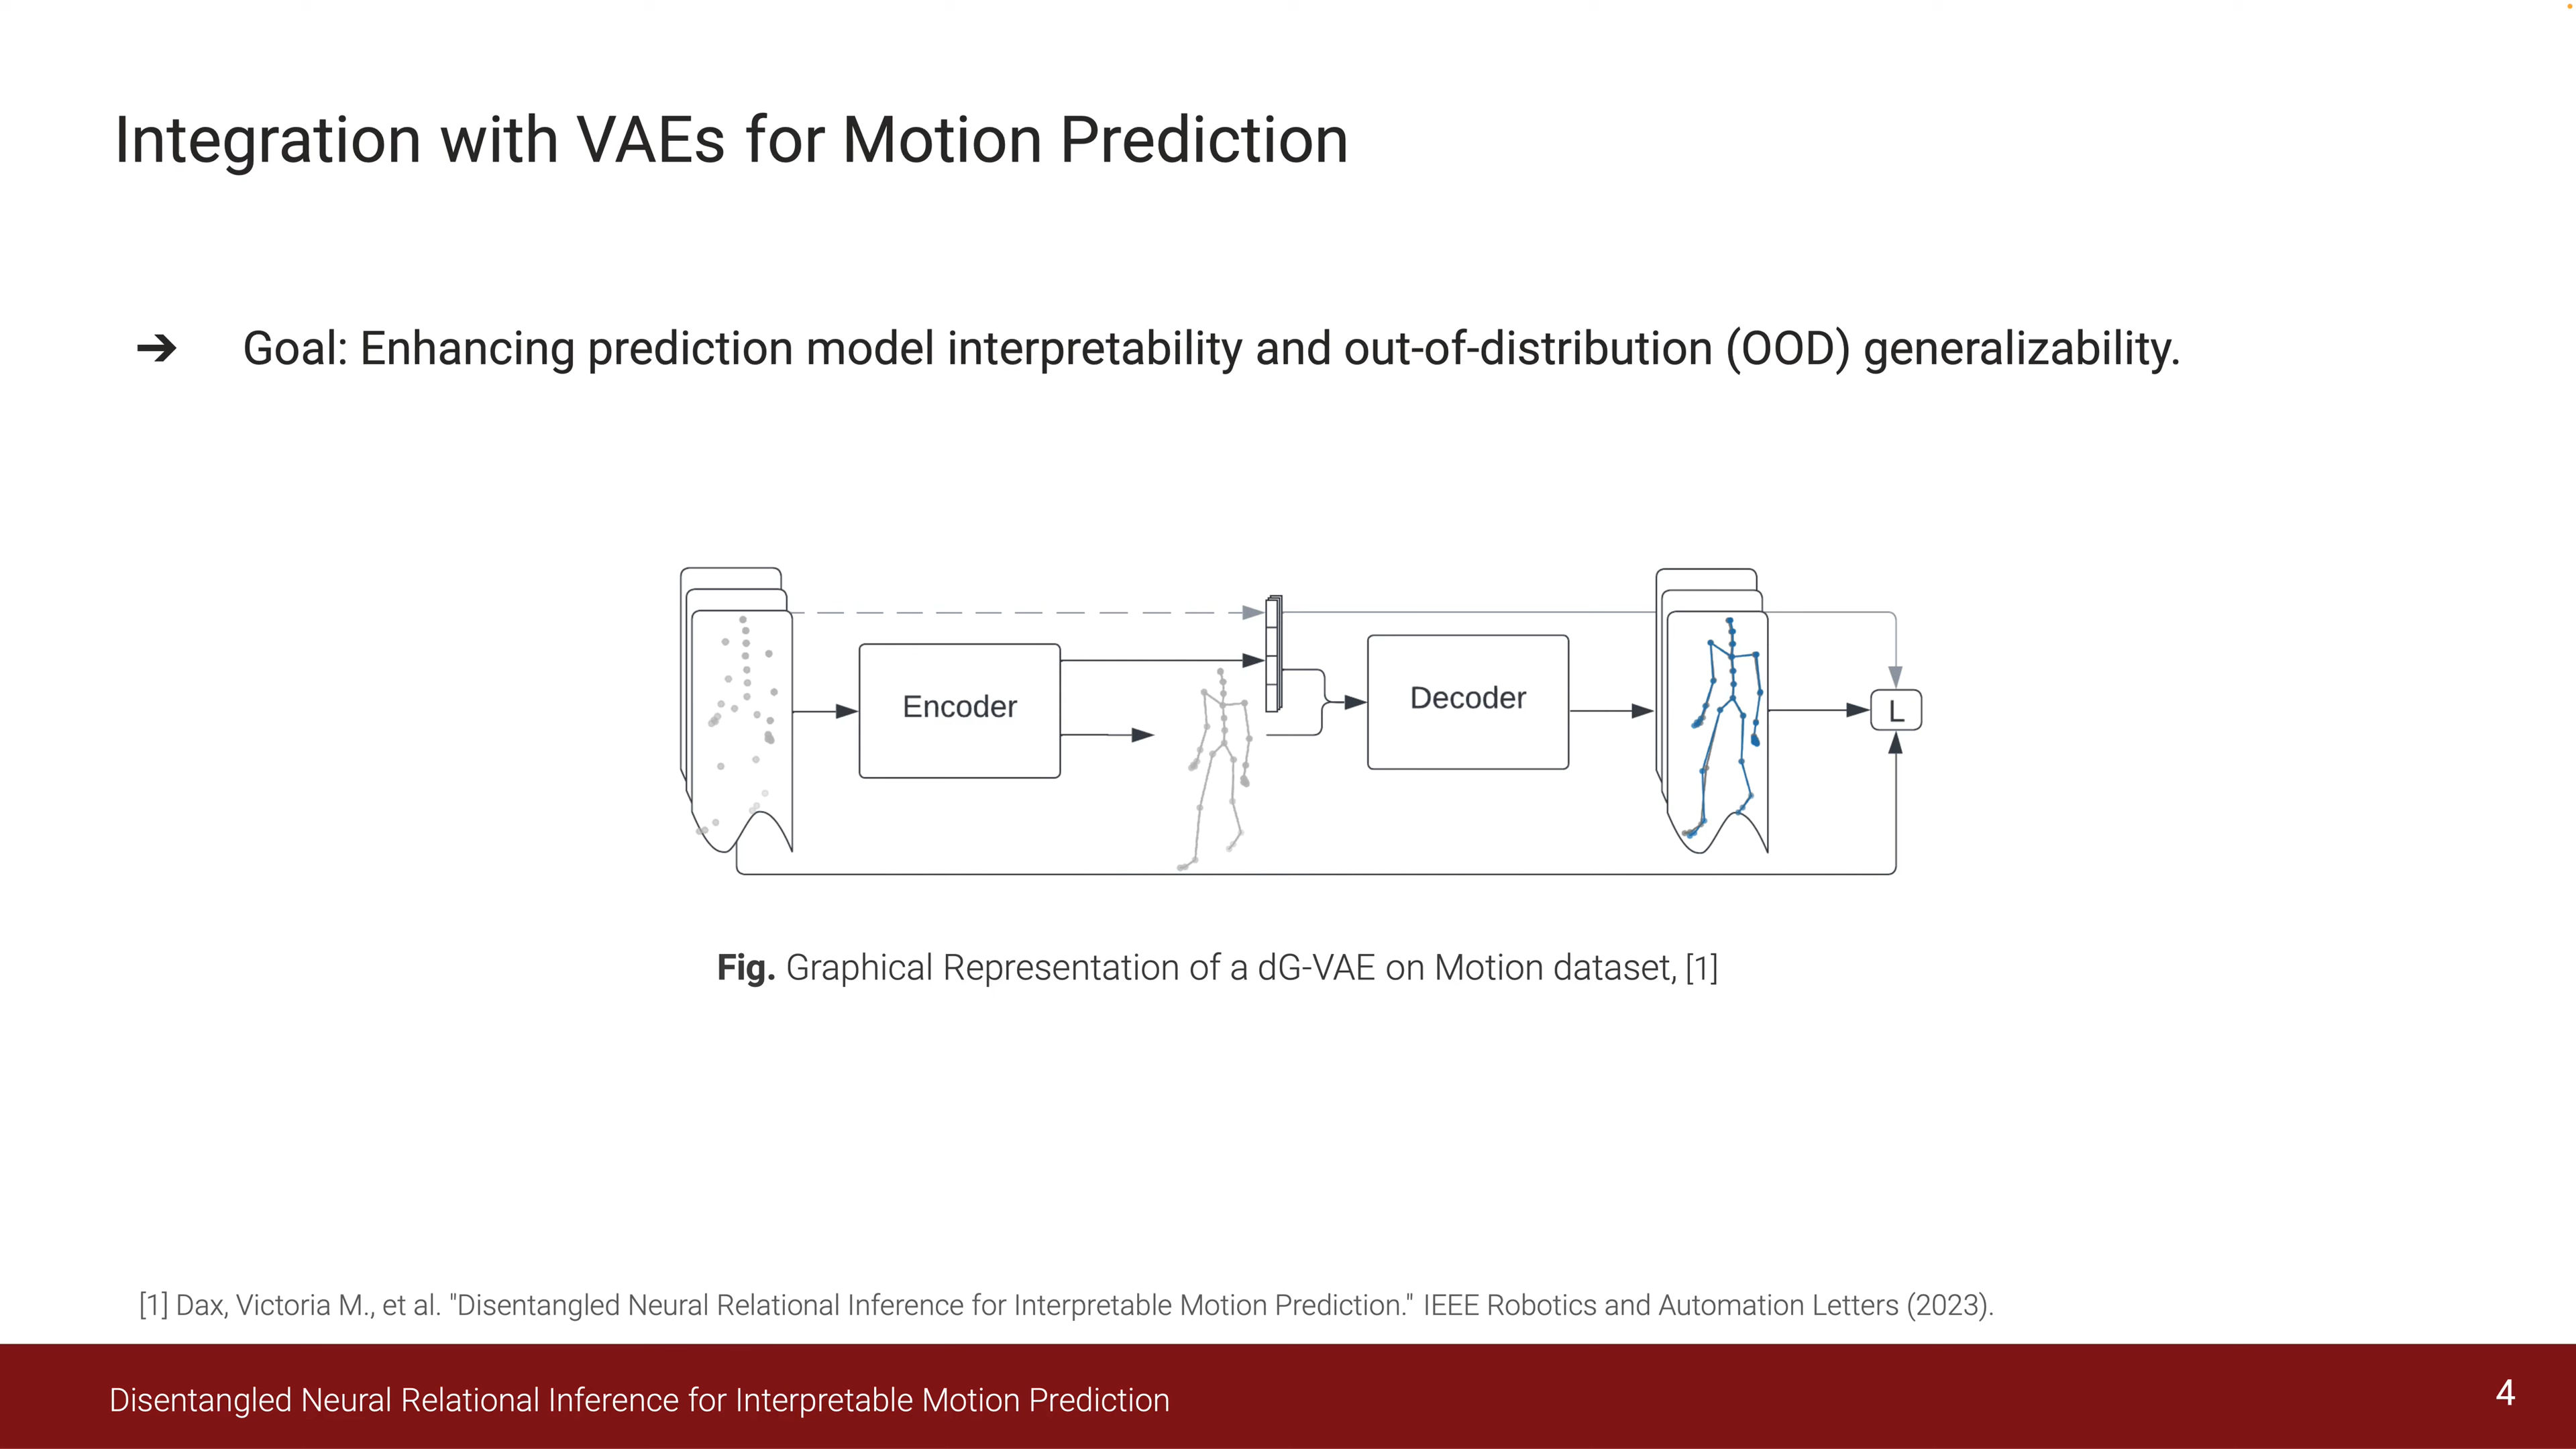 Integration with VAEs for Motion Prediction
➔ Goal: Enhancing prediction model interpretability and out-of-distribution (OOD) generalizability.
Encoder
Decoder
L
Fig. Graphical Representation of a dG-VAE on Motion dataset, [1]
[1] Dax, Victoria M., et al. "Disentangled Neural Relational Inference for Interpretable Motion Prediction." IEEE Robotics and Automation Letters (2023).
Disentangled Neural Relational Inference for Interpretable Motion Prediction
4